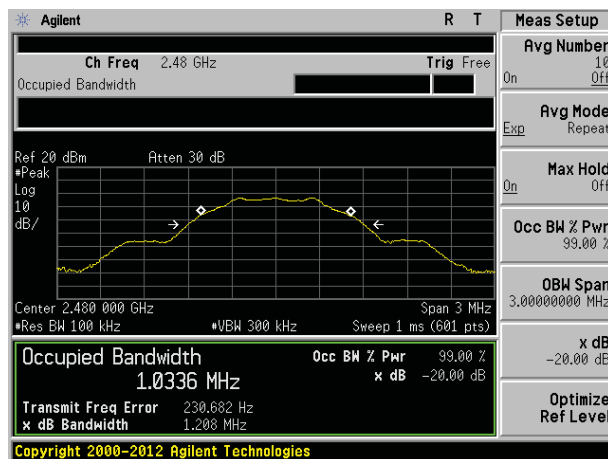 Agilent R T Meas Setup
Avg Number
10
On Off
Ch Freq 2.48 GHz Trig Free
Occupied Bandwidth
Avg Mode
Exp Repeat
Ref 20 dBm Atten 30 dB
#Peak
Log
10
dB/
Max Hold
On Off
Occ BW % Pwr
99.00 %
OBW Span
3.00000000 MHz
Center 2.480 000 GHz Span 3 MHz
#Res BW 100 kHz #VBW 300 kHz Sweep 1 ms (601 pts)
x dB
-20.00 dB
Occupied Bandwidth Occ BW % Pwr 99.00 %
1.0336 MHz x dB -20.00 dB
Transmit Freq Error 230.682 Hz
x dB Bandwidth 1.208 MHz
Optimize
Ref Level
Copyright 2000-2012 Agilent Technologies